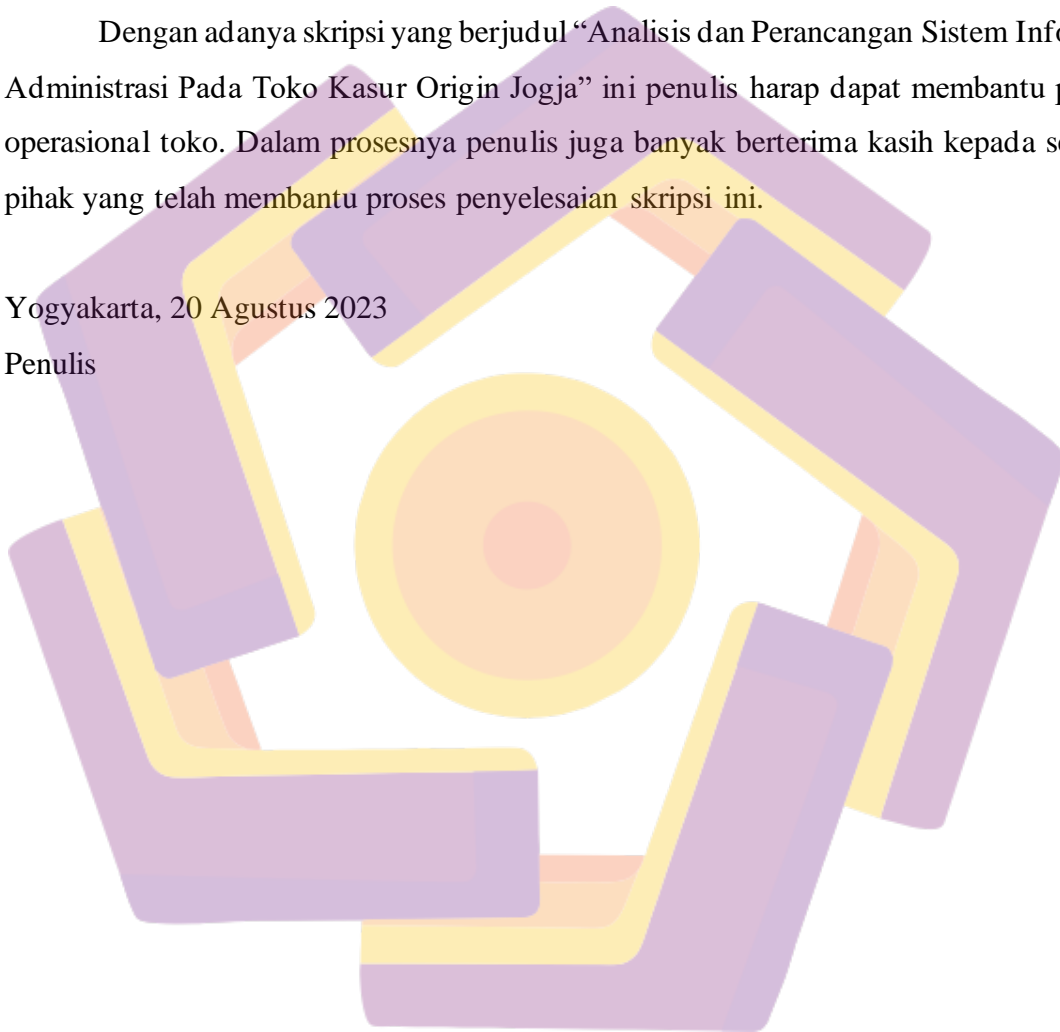 Dengan adanya skripsi yang berjudul “Analisis dan Perancangan Sistem Info
Administrasi Pada Toko Kasur Origin Jogja” ini penulis harap dapat membantu p
operasional toko. Dalam prosesnya penulis juga banyak berterima kasih kepada se
pihak yang telah membantu proses penyelesaian skripsi ini.
Yogyakarta, 20 Agustus 2023
Penulis